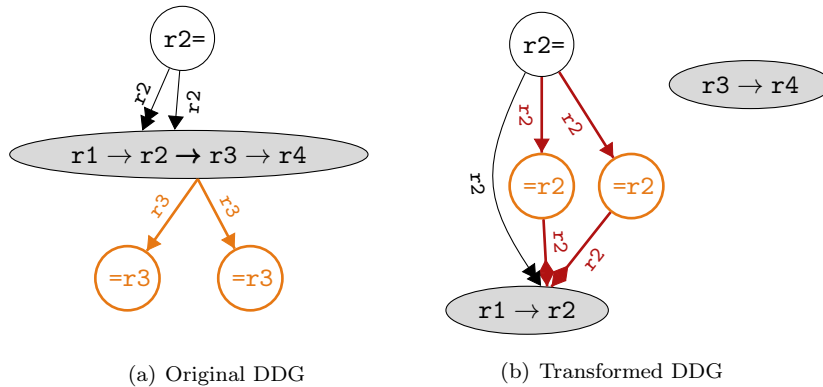 r2=
r2
r2
r1 → r2 → r3 → r4
r3
r3
=r3
=r3
(a) Original DDG
r2=
r3 → r4
r2
r2
r2
=r2
=r2
r2
r2
r1 → r2
(b) Transformed DDG